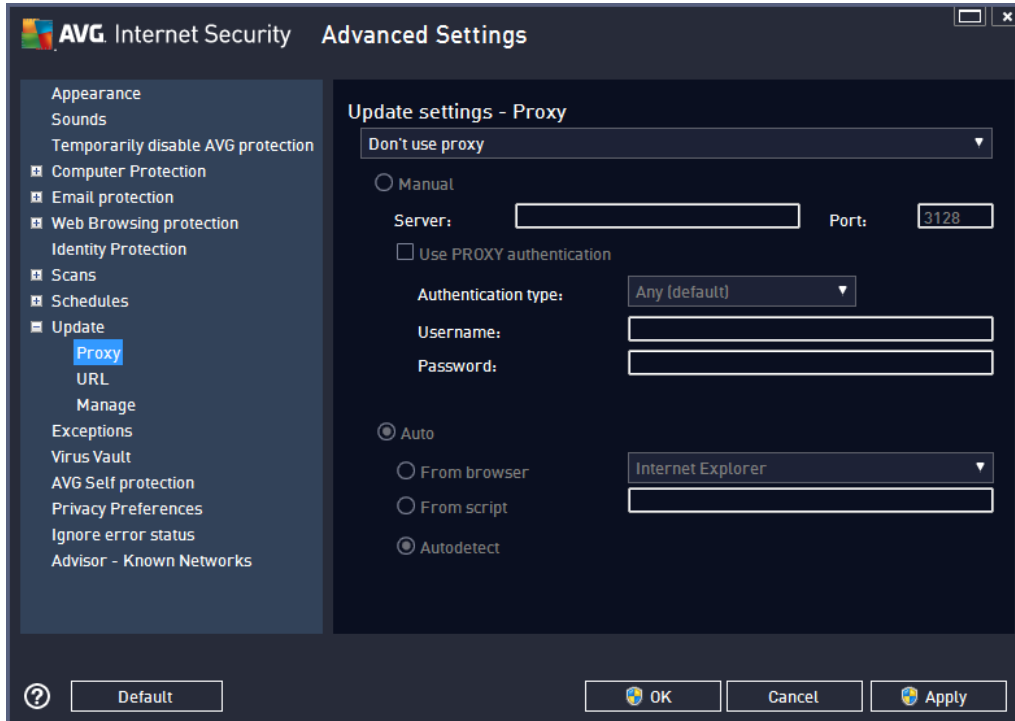 AVG. Internet Security Advanced Settings
Appearance
Sounds
Temporarily disable AVG protection
Computer Protection
Email protection
Web Browsing protection
Identity Protection
Scans
Schedules
Update
Proxy
URL
Manage
Exceptions
Virus Vault
AVG Self protection
Privacy Preferences
Ignore error status
Advisor - Known Networks
Update settings - Proxy
Don't use proxy
Manual
Server: Port: 3128
Use PROXY authentication
Authentication type: Any (default)
Username:
Password:
Auto
From browser Internet Explorer
From script
Autodetect
? Default OK Cancel Apply